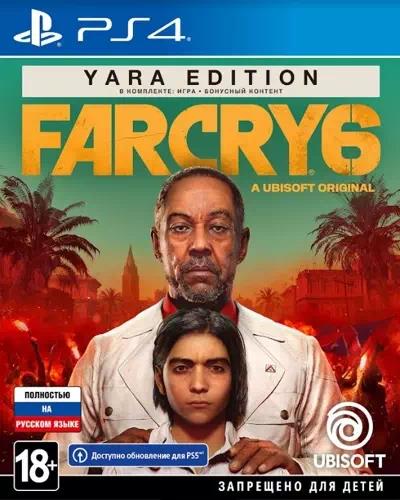 PS4
YARA EDITION
В КОМПЛЕКТЕ: ИГРА • БОНУСНЫЙ КОНТЕНТ
FARCRY6
A UBISOFT ORIGINAL
ПОЛНОСТЬЮ
НА
РУССКОМ ЯЗЫКЕ
Доступно обновление для PS5
UBISOFT
18+
ЗАПРЕЩЕНО ДЛЯ ДЕТЕЙ